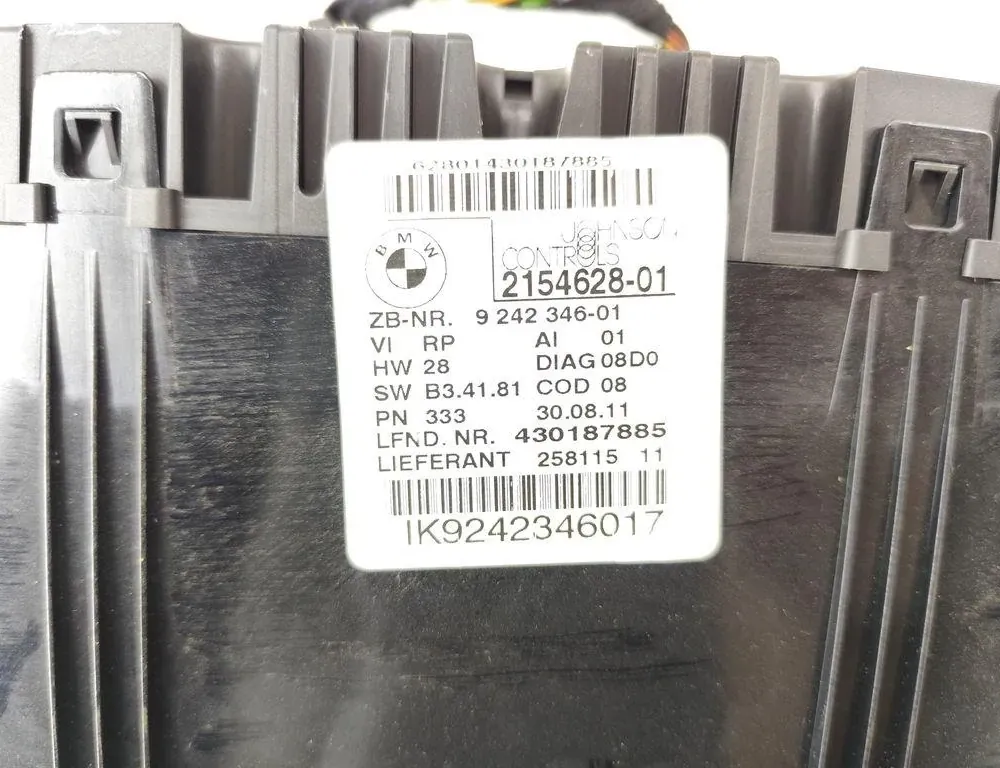 62801430187885
BMW
JOHNSON
CONTROLS
2154628-01
ZB-NR. 9 242 346-01
VI RP AI 01
HW 28 DIAG 08D0
SW B3.41.81 COD 08
PN 333 30.08.11
LFND. NR. 430187885
LIEFERANT 258115 11
IK9242346017